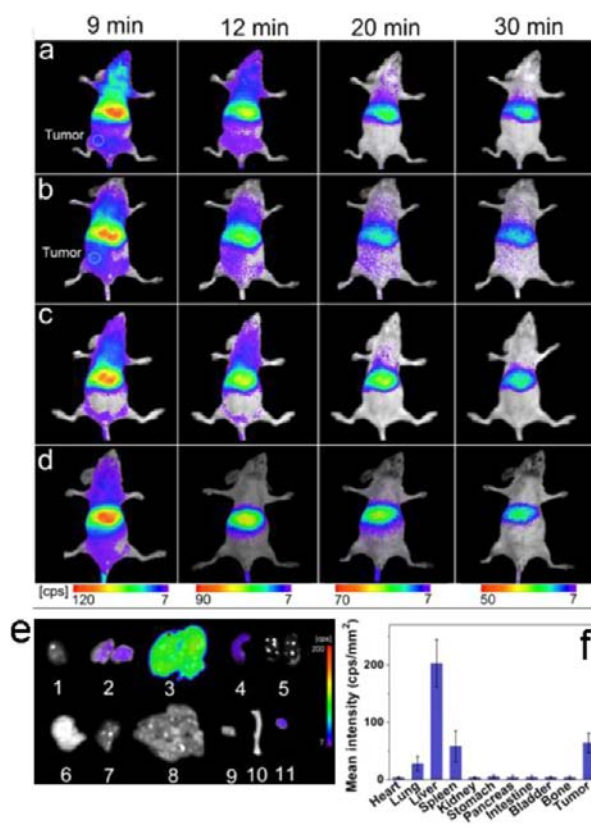 9 min 12 min 20 min 30 min
a
Tumor
b
Tumor
c
d
[cps] 120 7 90 7 70 7 50 7
e
[cps]
200
7
1 2 3 4 5
6 7 8 9 10 11
f
Mean intensity (cps/mm²)
200
100
0
Heart Lung Liver Spleen Kidney Stomach Pancreas Intestine Bladder Bone Tumor